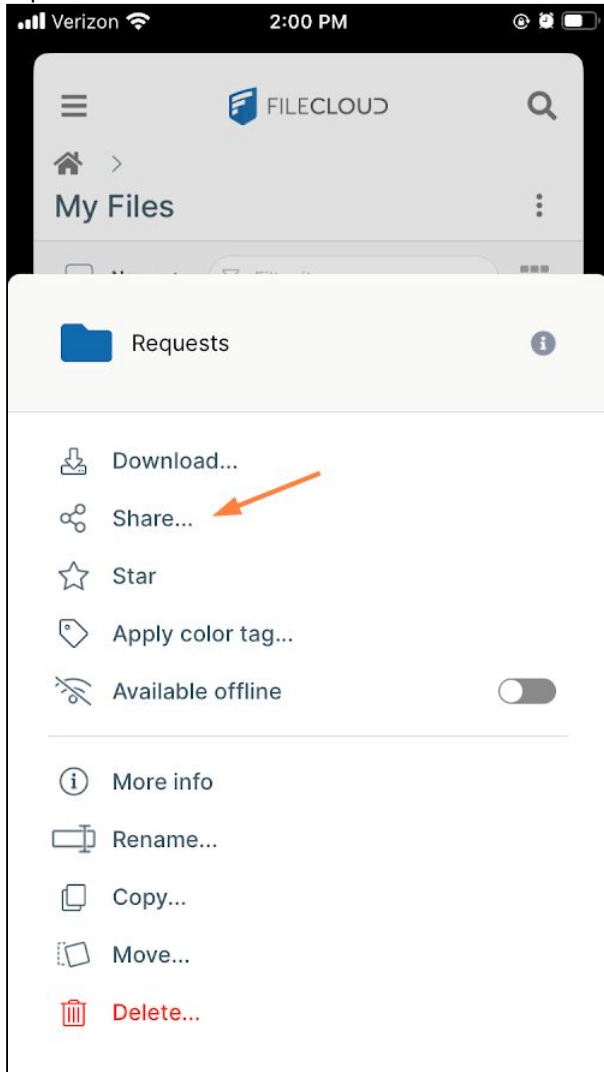 Verizon 2:00 PM
FILECLOUD
My Files
Requests
Download...
Share...
Star
Apply color tag...
Available offline
More info
Rename...
Copy...
Move...
Delete...